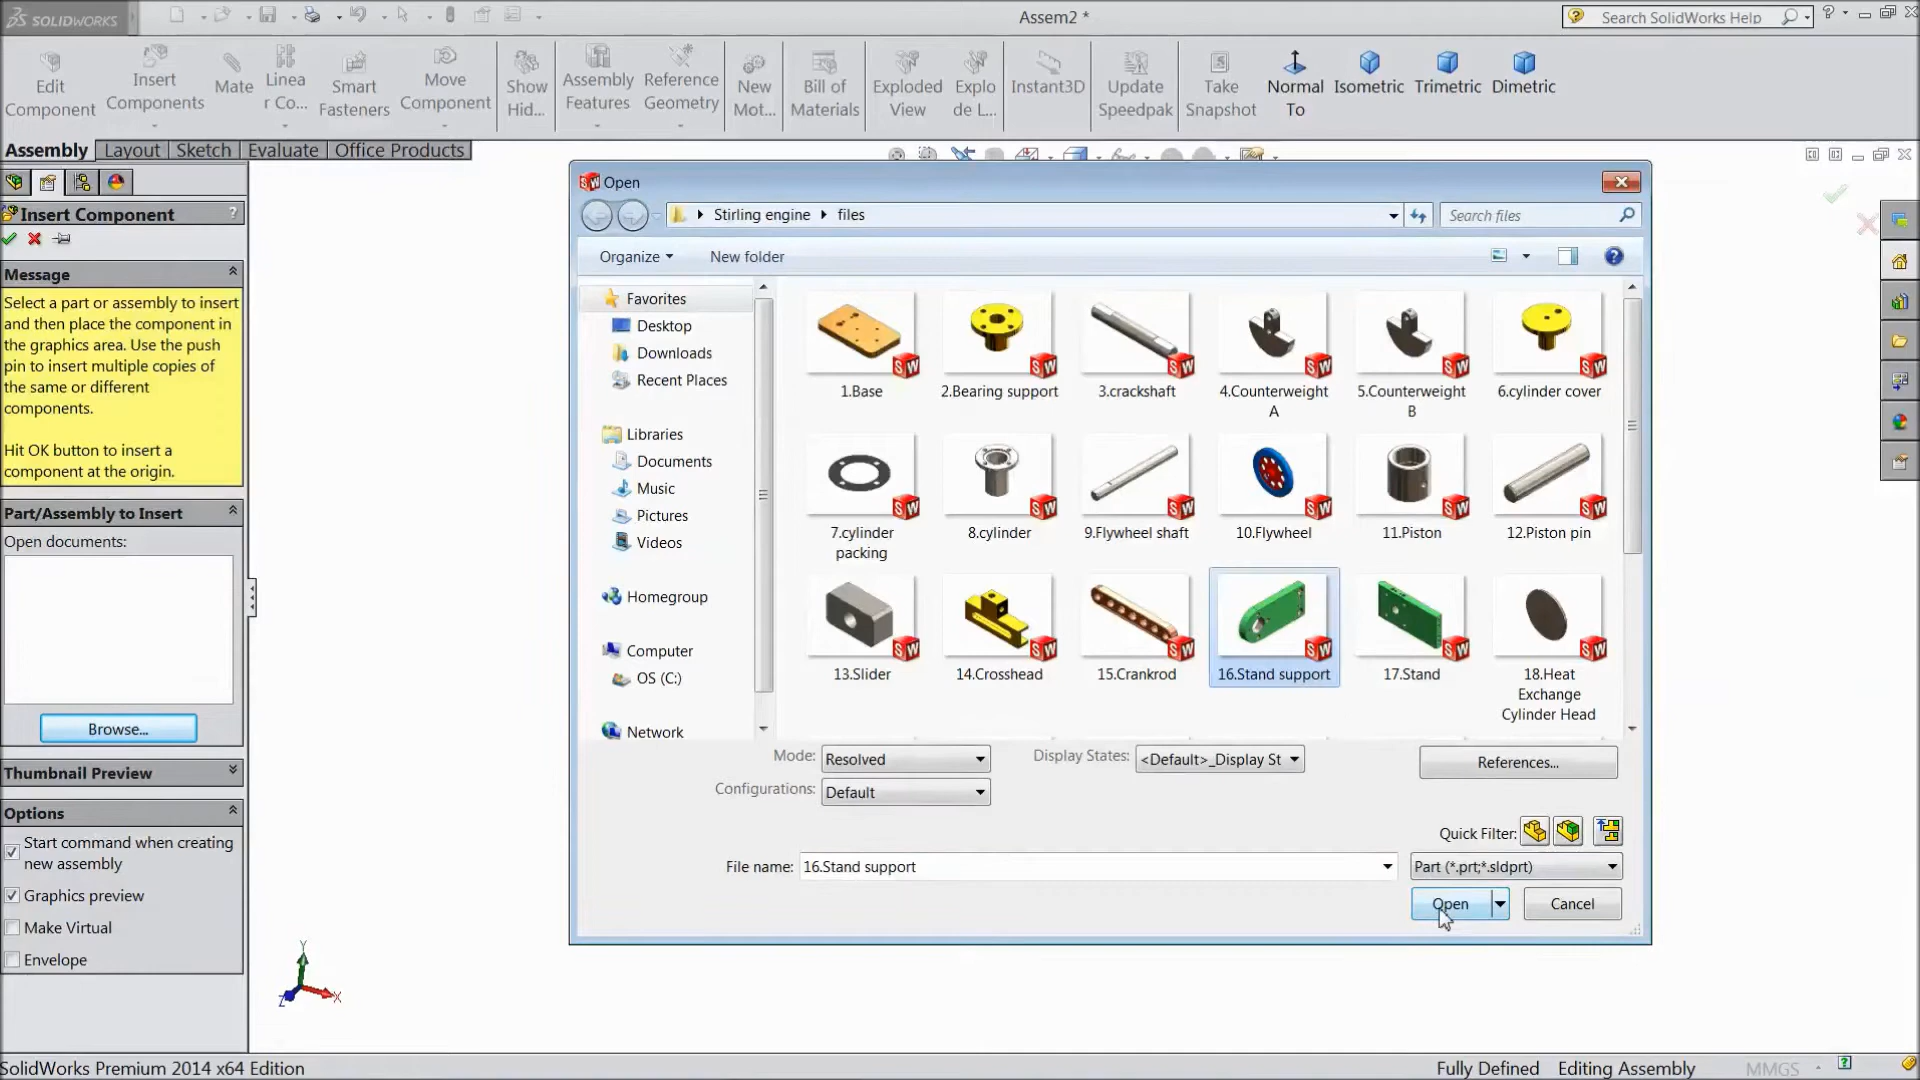 SOLIDWORKS
Assem2 *
Search SolidWorks Help
Edit
Component
Insert
Components
Mate
Linea
r Co...
Smart
Fasteners
Move
Component
Show
Hid...
Assembly
Features
Reference
Geometry
New
Mot...
Bill of
Materials
Exploded
View
Explo
de L...
Instant3D
Update
Speedpak
Take
Snapshot
Normal
To
Isometric
Trimetric
Dimetric
Assembly
Layout
Sketch
Evaluate
Office Products
Insert Component
?
Message
Select a part or assembly to insert
and then place the component in
the graphics area. Use the push
pin to insert multiple copies of
the same or different
components.
Hit OK button to insert a
component at the origin.
Part/Assembly to Insert
Open documents:
Browse...
Thumbnail Preview
Options
Start command when creating
new assembly
Graphics preview
Make Virtual
Envelope
Open
Stirling engine
files
Search files
Organize
New folder
Favorites
Desktop
Downloads
Recent Places
Libraries
Documents
Music
Pictures
Videos
Homegroup
Computer
OS (C:)
Network
1.Base
2.Bearing support
3.crackshaft
4.Counterweight
A
5.Counterweight
B
6.cylinder cover
7.cylinder
packing
8.cylinder
9.Flywheel shaft
10.Flywheel
11.Piston
12.Piston pin
13.Slider
14.Crosshead
15.Crankrod
16.Stand support
17.Stand
18.Heat
Exchange
Cylinder Head
Mode:
Resolved
Display States:
<Default>_Display St
References...
Configurations:
Default
Quick Filter:
File name:
16.Stand support
Part (*.prt;*.sldprt)
Open
Cancel
Y
X
Z
SolidWorks Premium 2014 x64 Edition
Fully Defined
Editing Assembly
MMGS